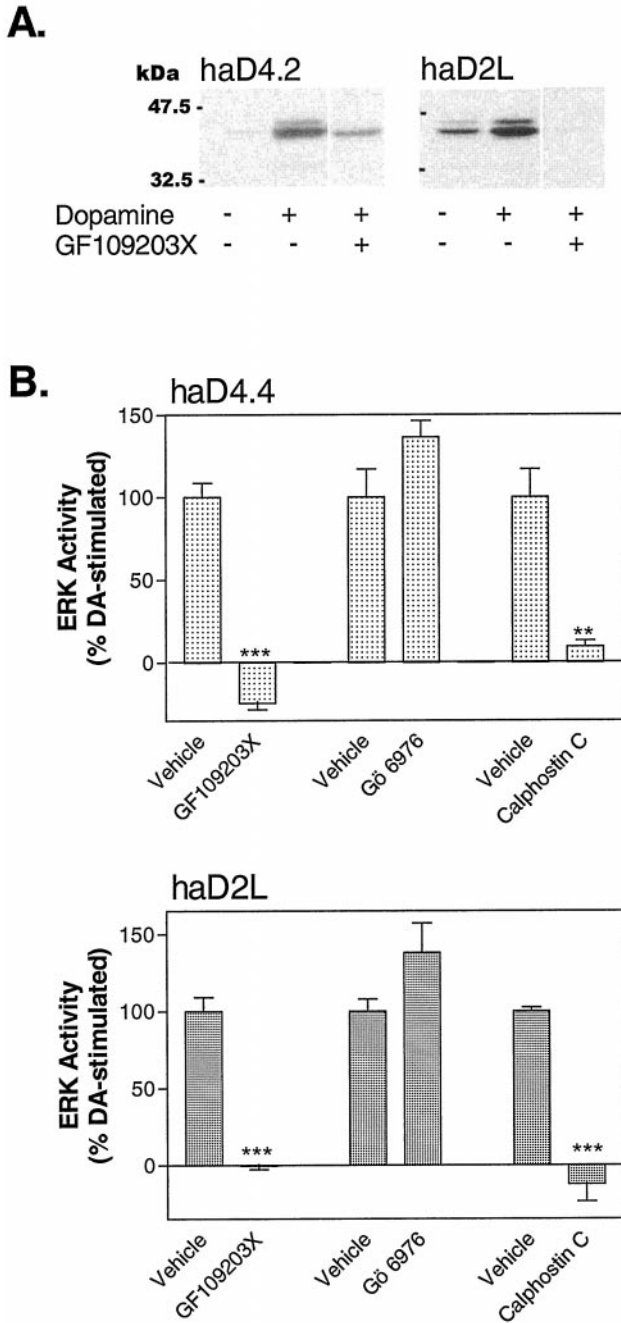 A.
kDa haD4.2 haD2L
47.5 -
32.5 -
Dopamine - + + - + +
GF109203X - - + - - +
B.
haD4.4
ERK Activity
(% DA-stimulated)
150
100
50
0
***
**
Vehicle
GF109203X
Vehicle
Gö 6976
Vehicle
Calphostin C
haD2L
ERK Activity
(% DA-stimulated)
150
100
50
0
***
***
Vehicle
GF109203X
Vehicle
Gö 6976
Vehicle
Calphostin C